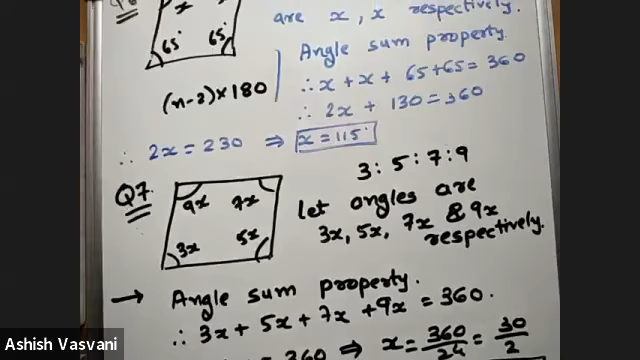 x
are x, x respectively.
65° 65°
Angle sum property.
∴ x + x + 65 + 65 = 360
(n-2) × 180
∴ 2x + 130 = 360
∴ 2x = 230 ⇒ x = 115°
3 : 5 : 7 : 9
Q7
9x 7x
3x 5x
let angles are
3x, 5x, 7x & 9x
respectively.
→ Angle sum property.
∴ 3x + 5x + 7x + 9x = 360.
= 360 ⇒ x = 360/24 = 30/2
Ashish Vasvani